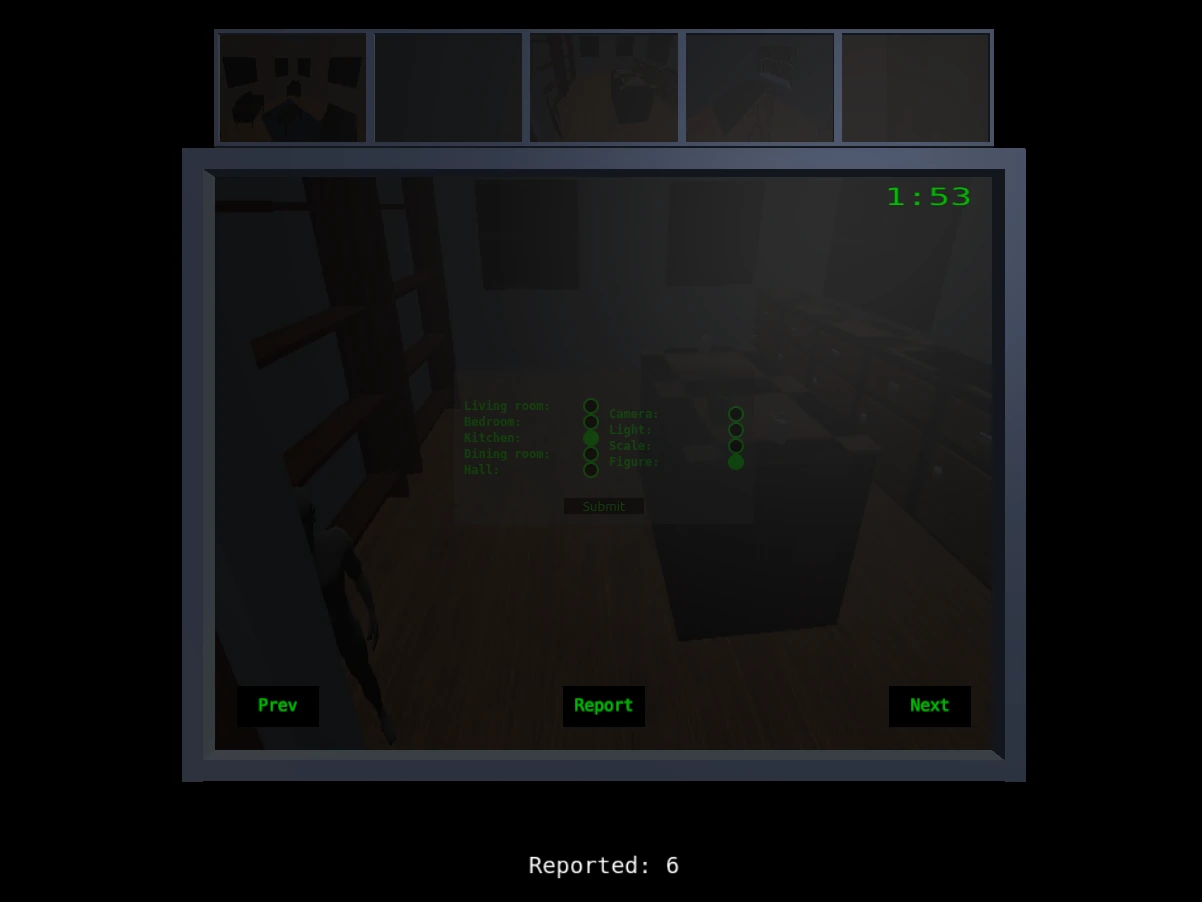 1:53
Living room:
Bedroom:
Kitchen:
Dining room:
Hall:
Camera:
Light:
Scale:
Figure:
Submit
Prev
Report
Next
Reported: 6